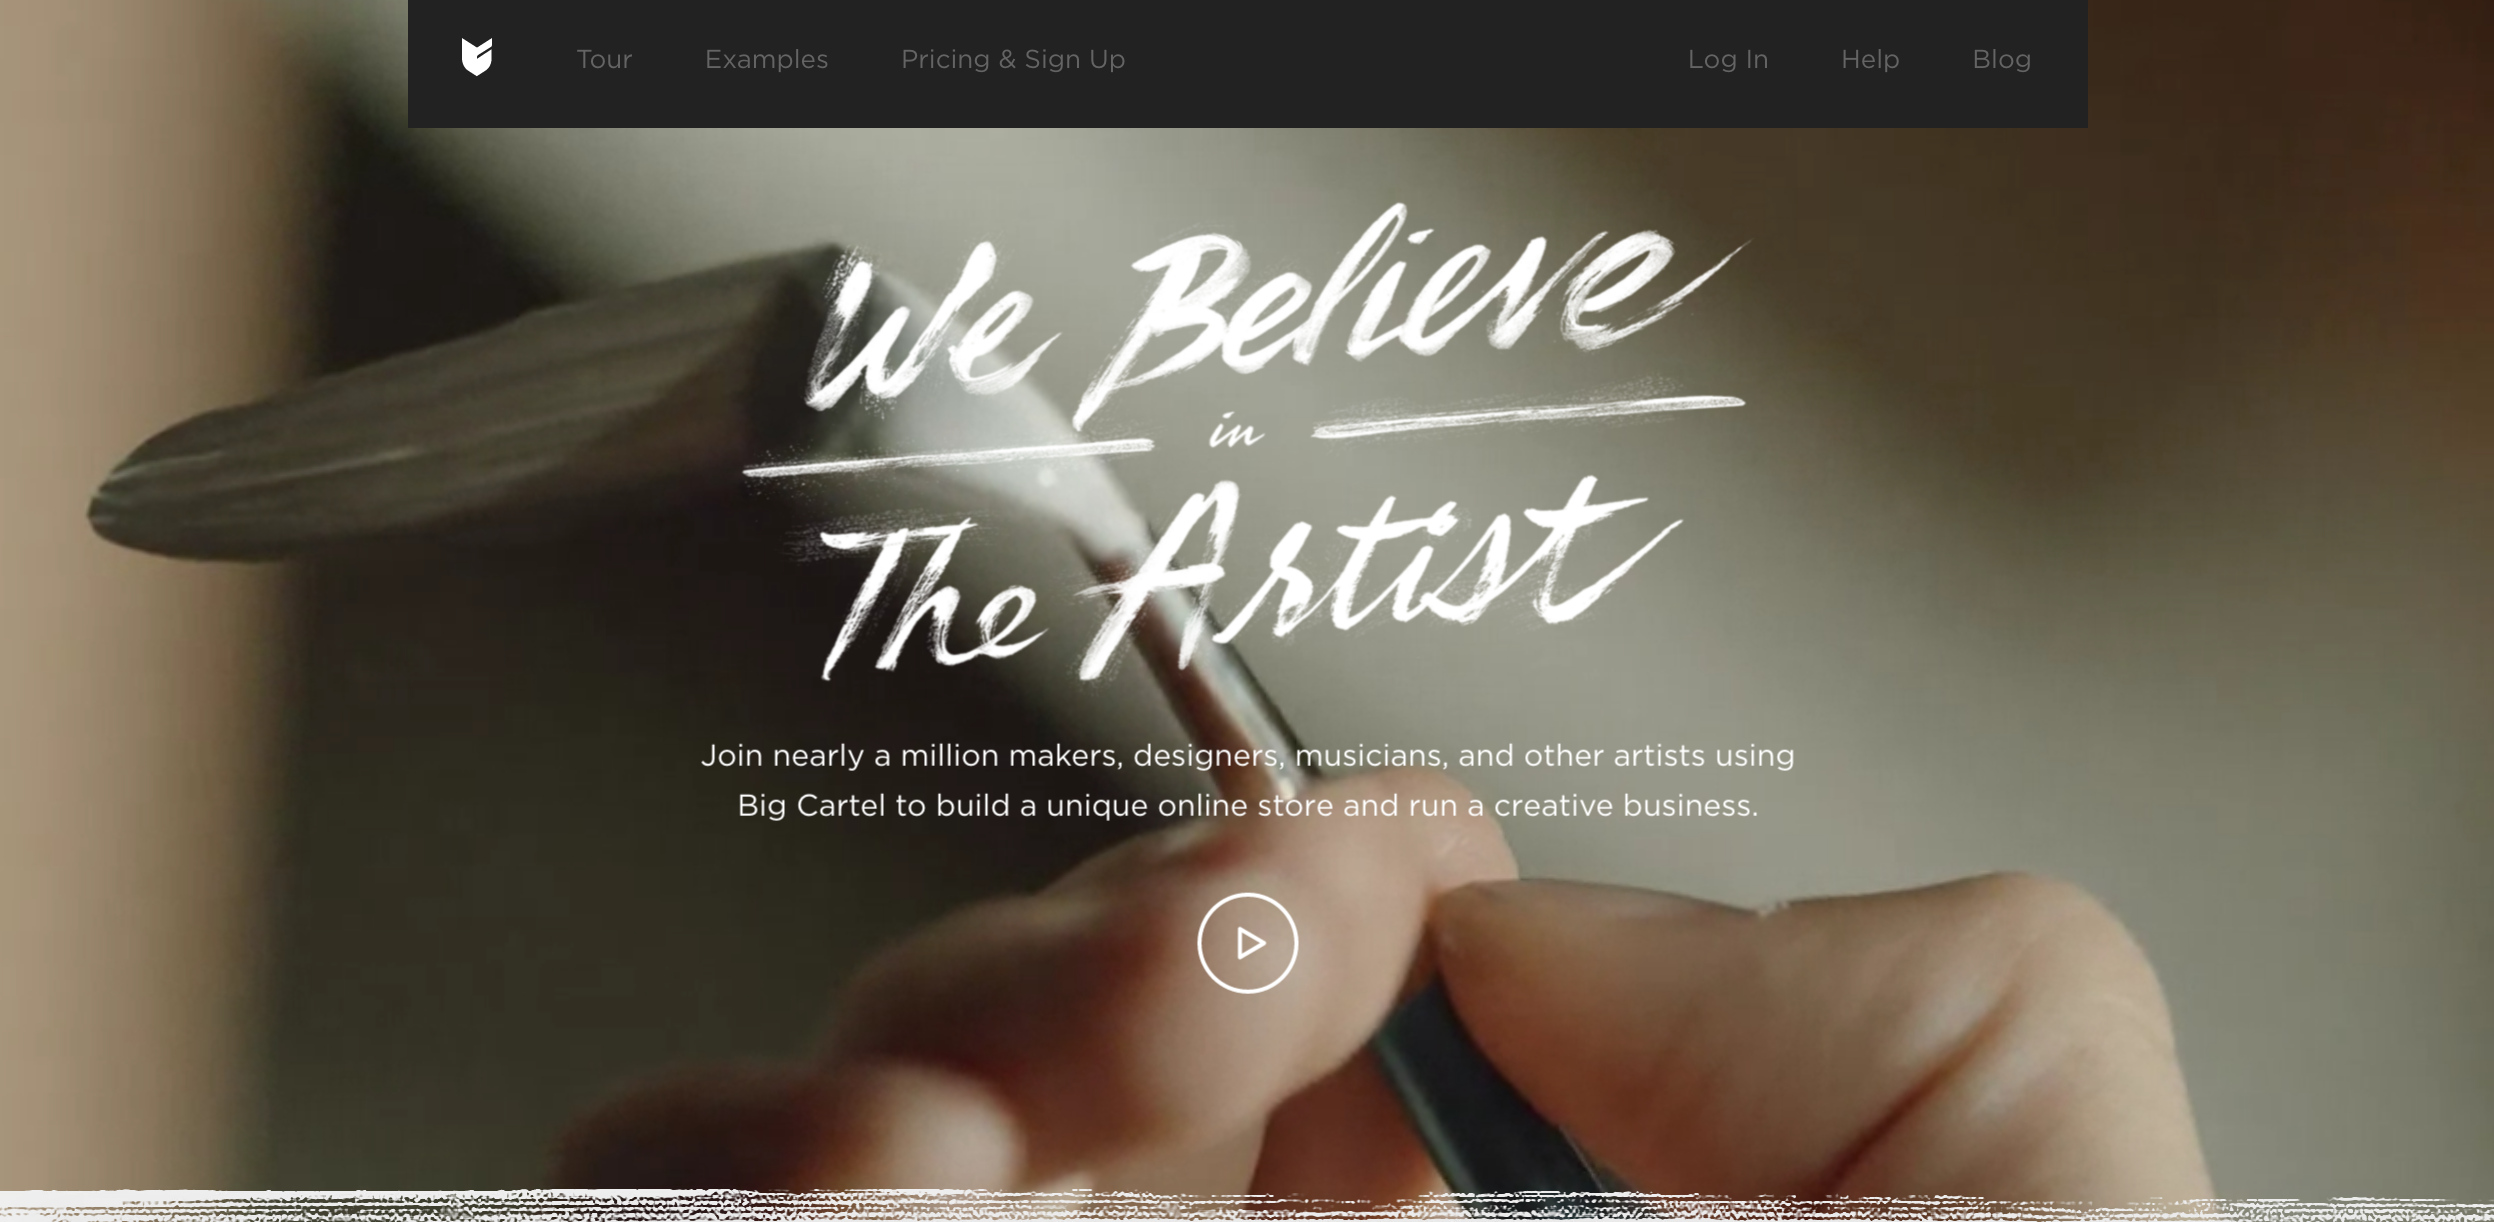 Tour Examples Pricing & Sign Up Log In Help Blog
We Believe
in
The Artist
Join nearly a million makers, designers, musicians, and other artists using
Big Cartel to build a unique online store and run a creative business.